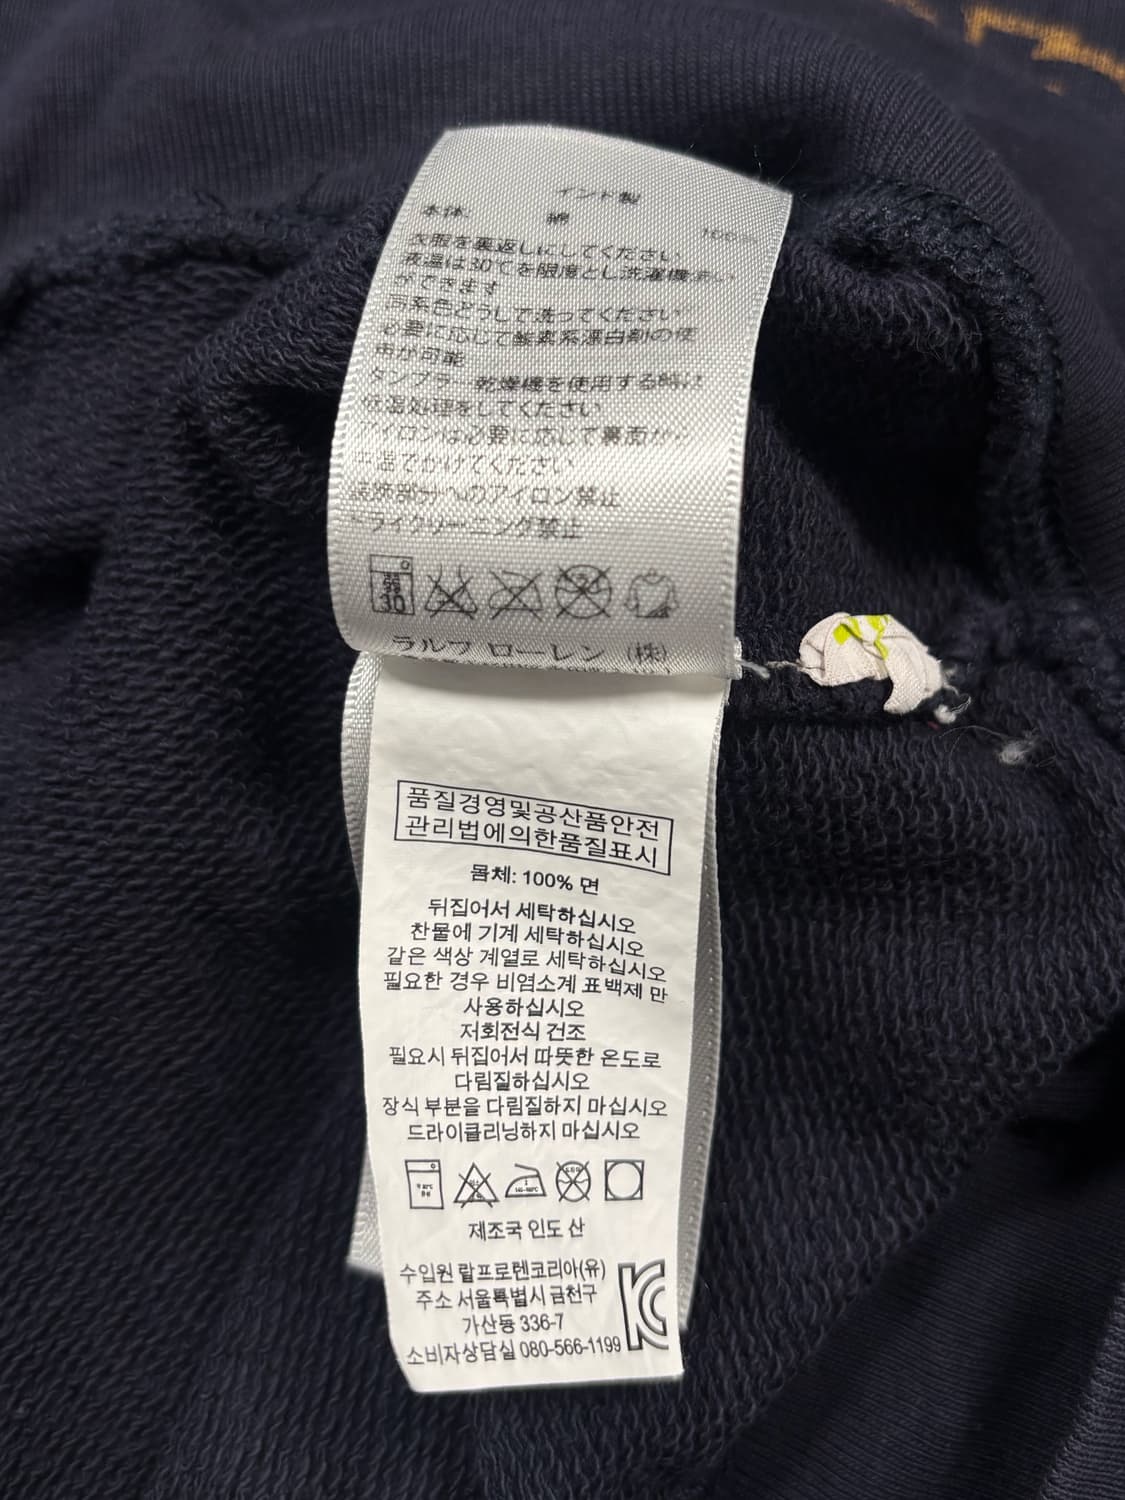 インド製
本体: 綿 100%
衣服を裏返しにしてください
液温は30℃を限度とし洗濯機洗い
ができます
同系色どうしで洗ってください
必要に応じて酸素系漂白剤の使
用が可能
タンブラー乾燥機を使用する時は
低温処理をしてください
アイロンは必要に応じて裏面から
中温でかけてください
装飾部分へのアイロン禁止
ドライクリーニング禁止
30
ラルフ ローレン (株)
품질경영및공산품안전
관리법에의한품질표시
몸체: 100% 면
뒤집어서 세탁하십시오
찬물에 기계 세탁하십시오
같은 색상 계열로 세탁하십시오
필요한 경우 비염소계 표백제 만
사용하십시오
저회전식 건조
필요시 뒤집어서 따뜻한 온도로
다림질하십시오
장식 부분을 다림질하지 마십시오
드라이클리닝하지 마십시오
제조국 인도 산
수입원 랄프로렌코리아(유)
주소 서울특별시 금천구
가산동 336-7
소비자상담실 080-566-1199